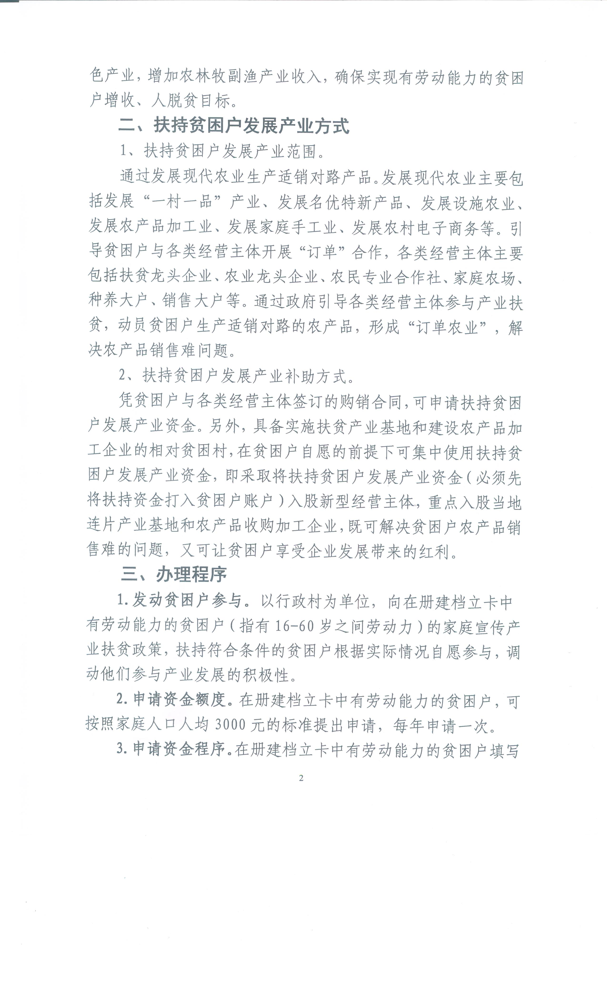 色产业，增加农林牧副渔产业收入，确保实现有劳动能力的贫困
户增收、人脱贫目标。
二、扶持贫困户发展产业方式
1、扶持贫困户发展产业范围。
通过发展现代农业生产适销对路产品。发展现代农业主要包
括发展“一村一品”产业、发展名优特新产品、发展设施农业、
发展农产品加工业、发展家庭手工业、发展农村电子商务等。引
导贫困户与各类经营主体开展“订单”合作，各类经营主体主要
包括扶贫龙头企业、农业龙头企业、农民专业合作社、家庭农场、
种养大户、销售大户等。通过政府引导各类经营主体参与产业扶
贫，动员贫困户生产适销对路的农产品，形成“订单农业”，解
决农产品销售难问题。
2、扶持贫困户发展产业补助方式。
凭贫困户与各类经营主体签订的购销合同，可申请扶持贫困
户发展产业资金。另外，具备实施扶贫产业基地和建设农产品加
工企业的相对贫困村，在贫困户自愿的前提下可集中使用扶持贫
困户发展产业资金，即采取将扶持贫困户发展产业资金（必须先
将扶持资金打入贫困户账户）入股新型经营主体，重点入股当地
连片产业基地和农产品收购加工企业，既可解决贫困户农产品销
售难的问题，又可让贫困户享受企业发展带来的红利。
三、办理程序
1.发动贫困户参与。以行政村为单位，向在册建档立卡中
有劳动能力的贫困户（指有 16-60 岁之间劳动力）的家庭宣传产
业扶贫政策，扶持符合条件的贫困户根据实际情况自愿参与，调
动他们参与产业发展的积极性。
2.申请资金额度。在册建档立卡中有劳动能力的贫困户，可
按照家庭人口人均 3000 元的标准提出申请，每年申请一次。
3.申请资金程序。在册建档立卡中有劳动能力的贫困户填写
2